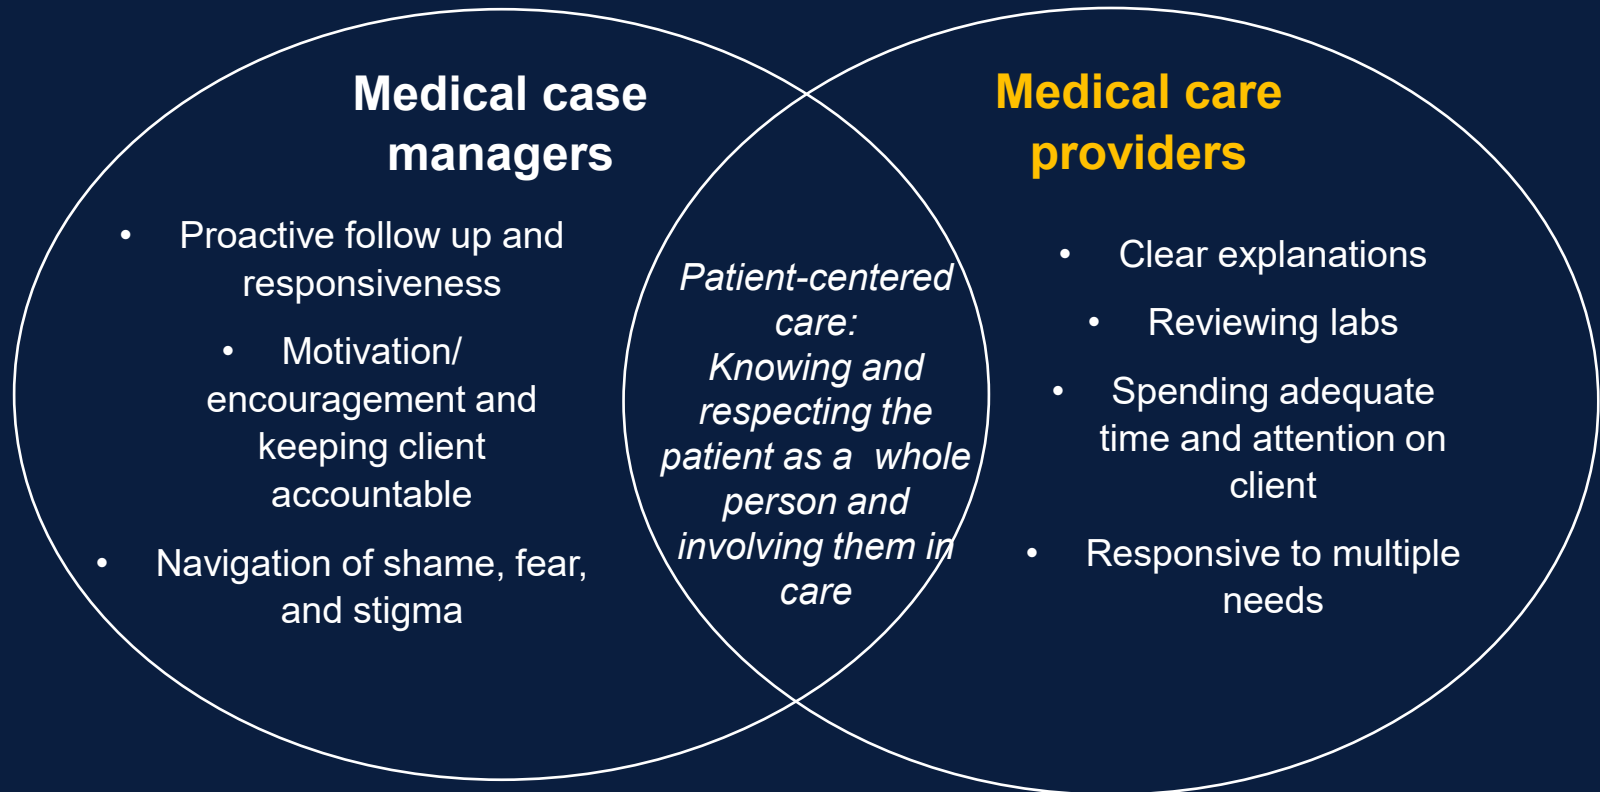 Medical case
managers
• Proactive follow up and
responsiveness
• Motivation/
encouragement and
keeping client
accountable
• Navigation of shame, fear,
and stigma
Patient-centered
care:
Knowing and
respecting the
patient as a  whole
person and
involving them in
care
Medical care
providers
• Clear explanations
• Reviewing labs
• Spending adequate
time and attention on
client
• Responsive to multiple
needs